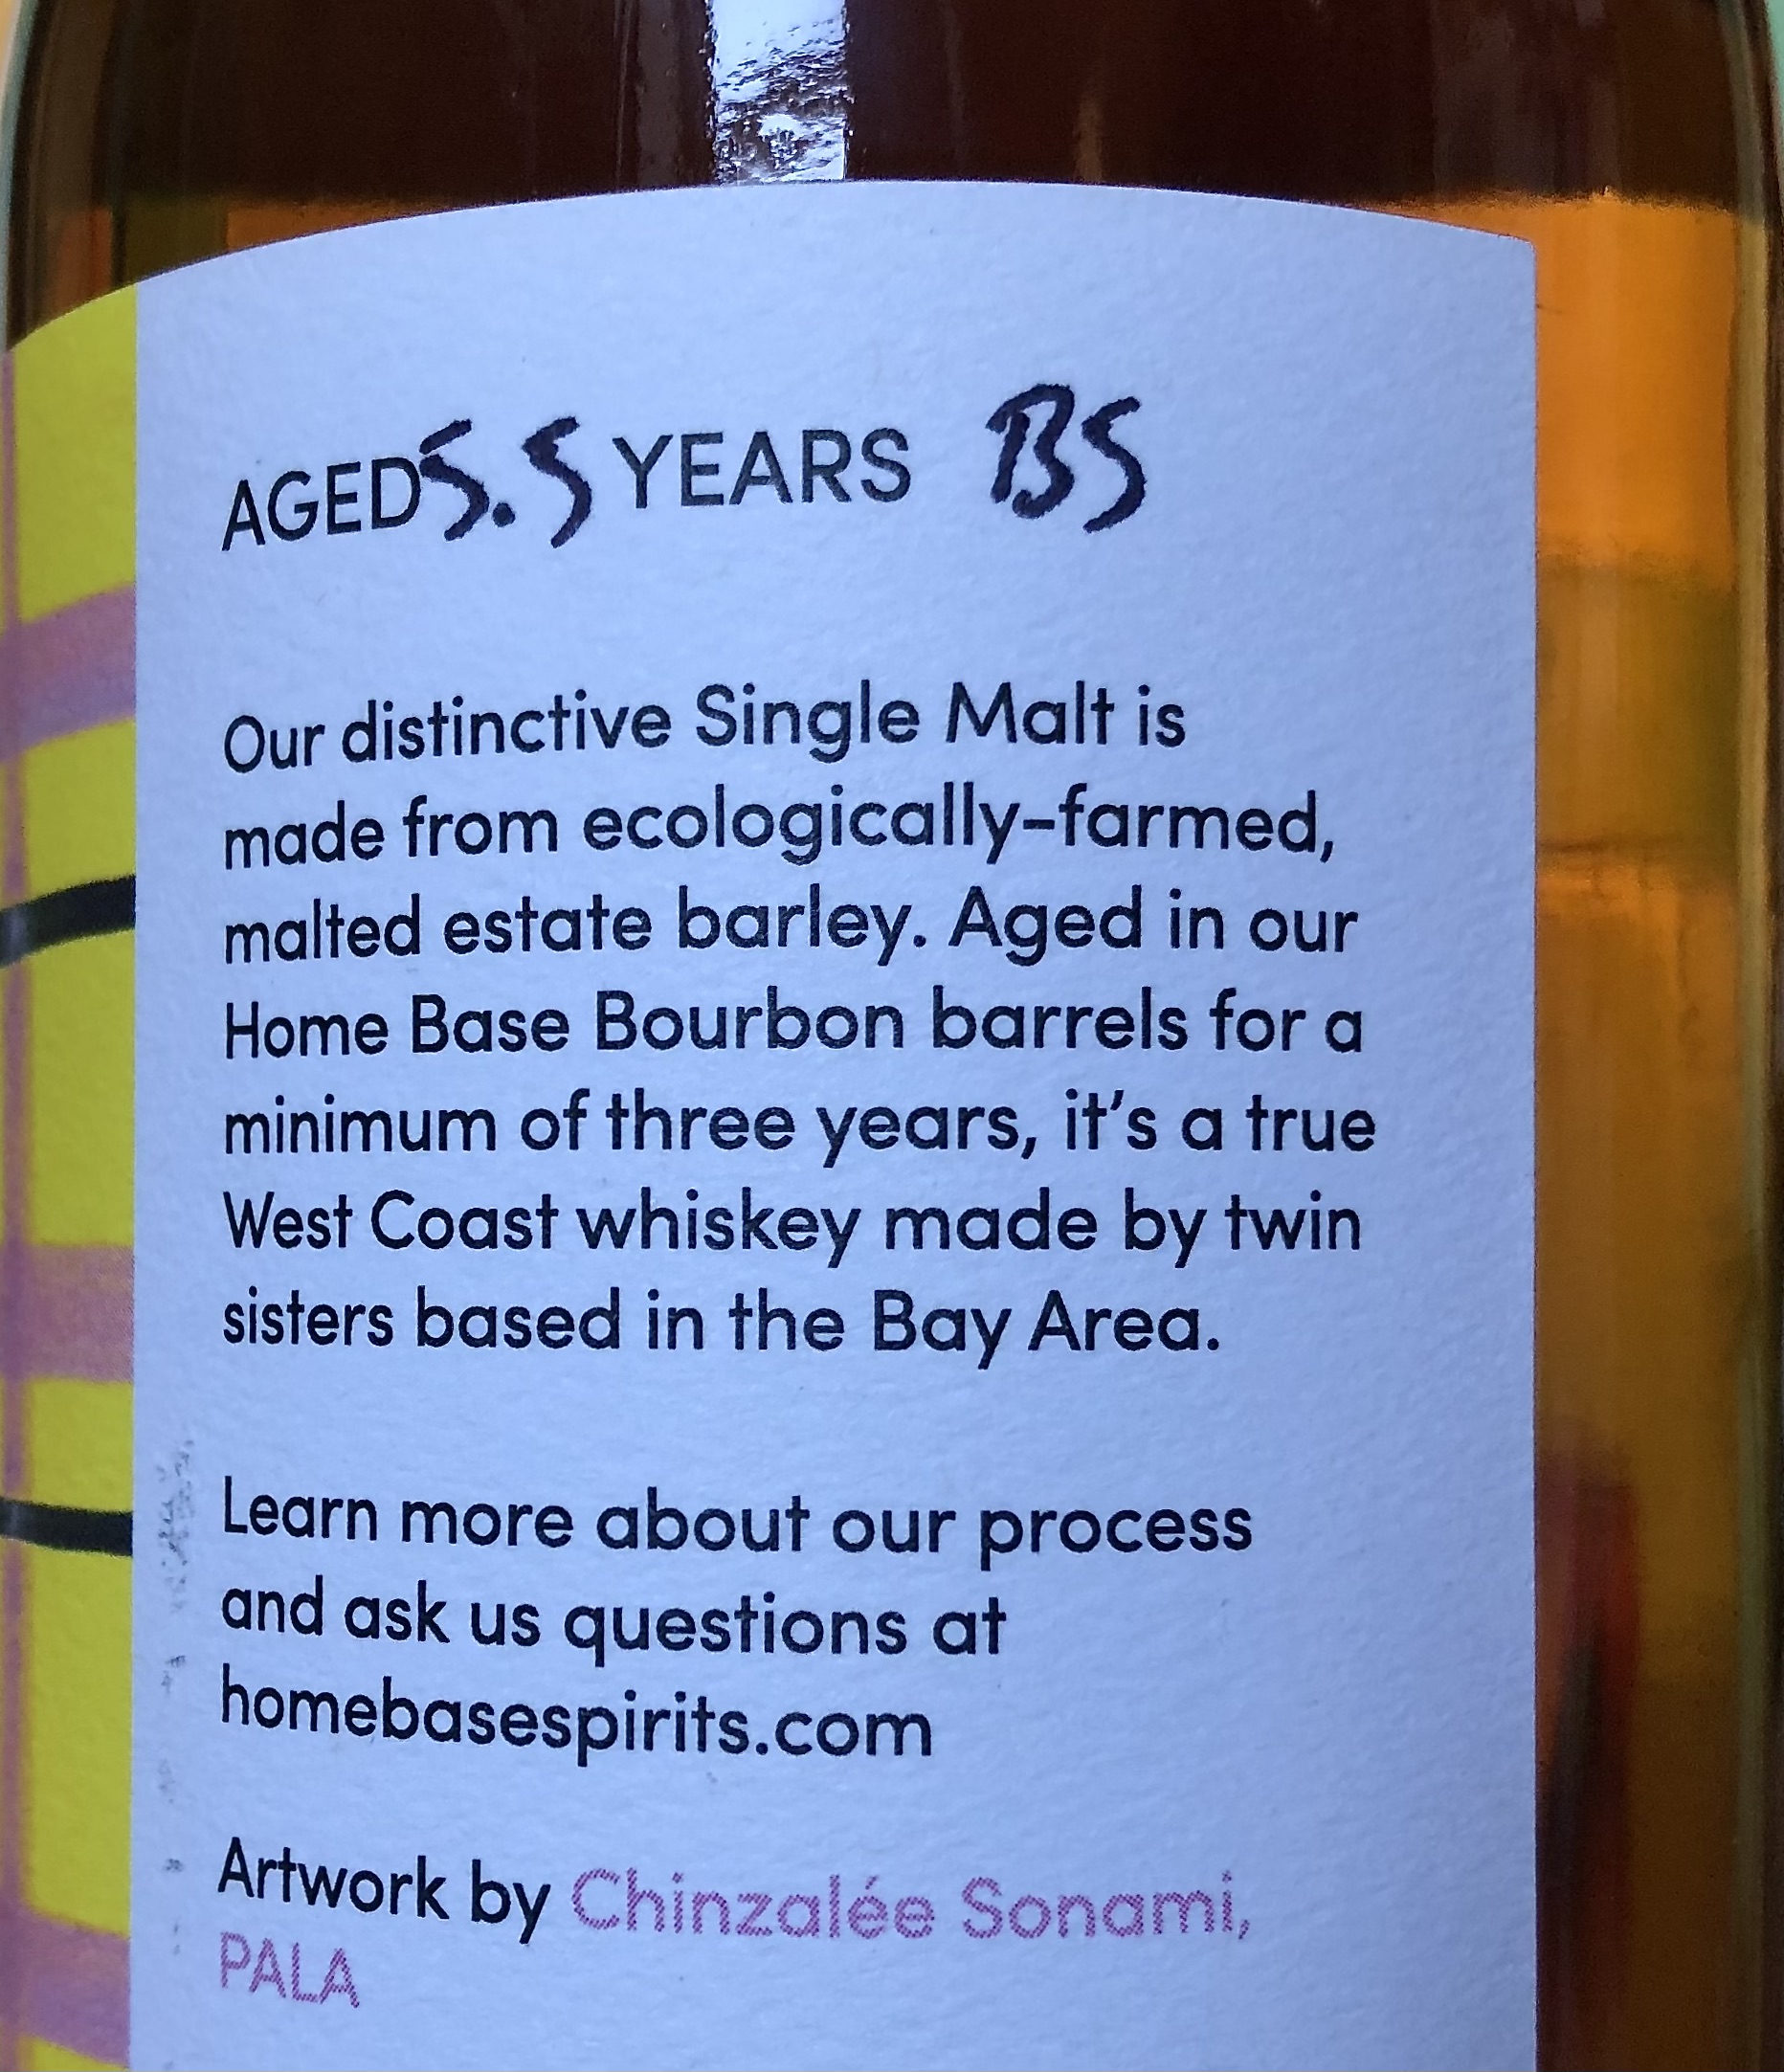 AGED 5.5 YEARS BS
Our distinctive Single Malt is
made from ecologically-farmed,
malted estate barley. Aged in our
Home Base Bourbon barrels for a
minimum of three years, it's a true
West Coast whiskey made by twin
sisters based in the Bay Area.
Learn more about our process
and ask us questions at
homebasespirits.com
Artwork by Chinzalée Sonami,
PALA